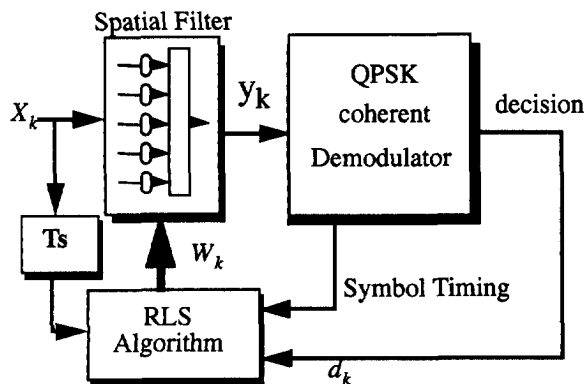 Spatial Filter
X_k
y_k
QPSK
coherent
Demodulator
decision
Ts
W_k
Symbol Timing
RLS
Algorithm
d_k